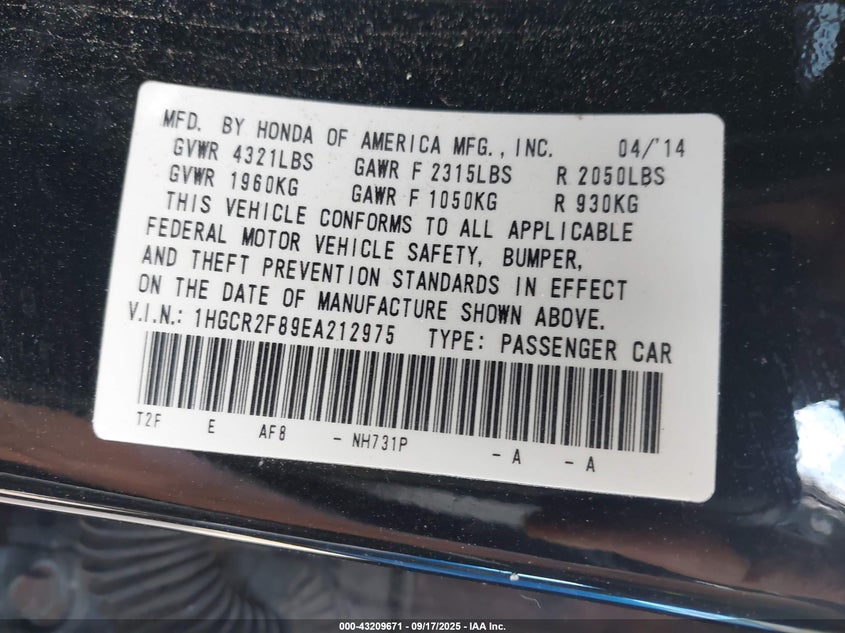 MFD. BY HONDA OF AMERICA MFG., INC. 04/'14
GVWR 4321LBS GAWR F 2315LBS R 2050LBS
GVWR 1960KG GAWR F 1050KG R 930KG
THIS VEHICLE CONFORMS TO ALL APPLICABLE
FEDERAL MOTOR VEHICLE SAFETY, BUMPER,
AND THEFT PREVENTION STANDARDS IN EFFECT
ON THE DATE OF MANUFACTURE SHOWN ABOVE.
V.I.N.: 1HGCR2F89EA212975 TYPE: PASSENGER CAR
T2F E AF8 - NH731P - A - A
000-43209671 - 09/17/2025 - IAA Inc.